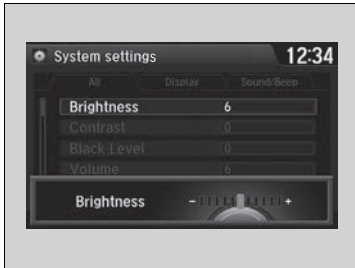 System settings 12:34
All Display Sound/Beep
Brightness 6
Contrast 0
Black Level 0
Volume 6
Brightness - +